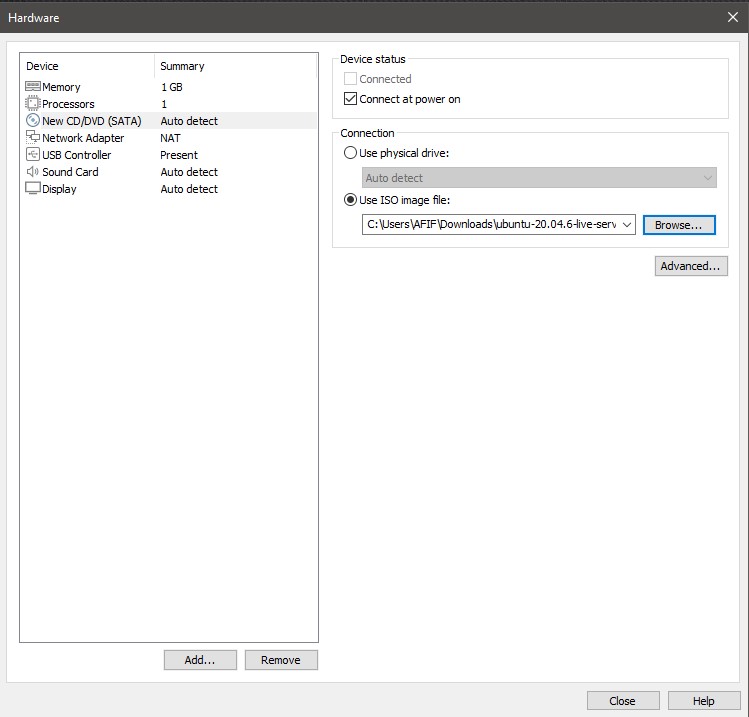 Hardware
Device Summary
Memory 1 GB
Processors 1
New CD/DVD (SATA) Auto detect
Network Adapter NAT
USB Controller Present
Sound Card Auto detect
Display Auto detect
Add... Remove
Device status
Connected
Connect at power on
Connection
Use physical drive:
Auto detect
Use ISO image file:
C:\Users\AFIF\Downloads\ubuntu-20.04.6-live-serv Browse...
Advanced...
Close Help